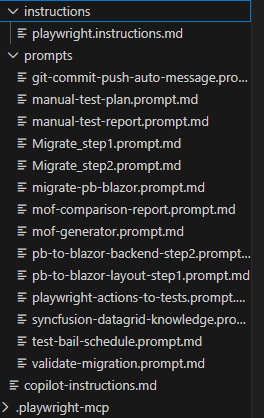 instructions
playwright.instructions.md
prompts
git-commit-push-auto-message.pro...
manual-test-plan.prompt.md
manual-test-report.prompt.md
Migrate_step1.prompt.md
Migrate_step2.prompt.md
migrate-pb-blazor.prompt.md
mof-comparison-report.prompt.md
mof-generator.prompt.md
pb-to-blazor-backend-step2.prompt...
pb-to-blazor-layout-step1.prompt.md
playwright-actions-to-tests.prompt....
syncfusion-datagrid-knowledge.pro...
test-bail-schedule.prompt.md
validate-migration.prompt.md
copilot-instructions.md
.playwright-mcp